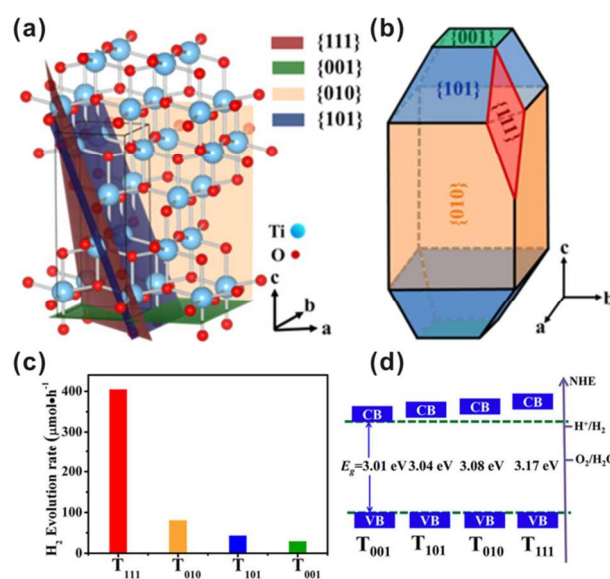 (a)
{111}
{001}
{010}
{101}
Ti
O
c
b
a
(b)
{001}
{101}
{111}
{010}
c
b
a
(c)
H₂ Evolution rate (μmol•h⁻¹)
400
300
200
100
0
T₁₁₁
T₀₁₀
T₁₀₁
T₀₀₁
(d)
NHE
CB CB CB CB
H⁺/H₂
O₂/H₂O
Eg=3.01 eV 3.04 eV 3.08 eV 3.17 eV
VB VB VB VB
T₀₀₁ T₁₀₁ T₀₁₀ T₁₁₁